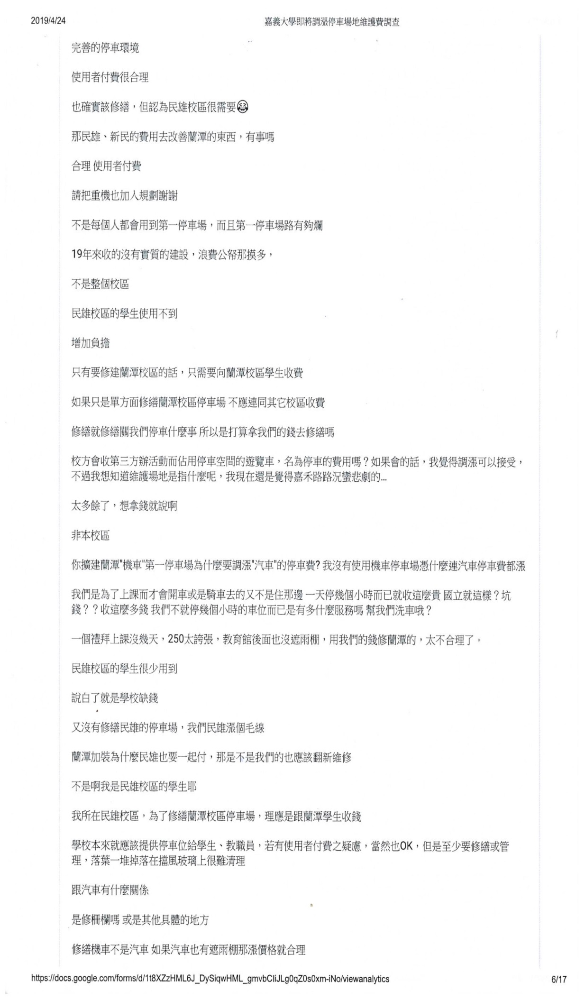 2019/4/24
嘉義大學即將調漲停車場地維護費調查
完善的停車環境
使用者付費很合理
也確實該修繕，但認為民雄校區很需要😂
那民雄、新民的費用去改善蘭潭的東西，有事嗎
合理 使用者付費
請把重機也加入規劃謝謝
不是每個人都會用到第一停車場，而且第一停車場路有夠爛
19年來收的沒有實質的建設，浪費公帑那摸多，
不是整個校區
民雄校區的學生使用不到
增加負擔
只有要修建蘭潭校區的話，只需要向蘭潭校區學生收費
如果只是單方面修繕蘭潭校區停車場 不應連同其它校區收費
修繕就修繕關我們停車什麼事 所以是打算拿我們的錢去修繕嗎
校方會收第三方辦活動而佔用停車空間的遊覽車，名為停車的費用嗎？如果會的話，我覺得調漲可以接受，
不過我想知道維護場地是指什麼呢，我現在還是覺得嘉禾路路況蠻悲劇的...
太多餘了，想拿錢就說啊
非本校區
你擴建蘭潭"機車"第一停車場為什麼要調漲"汽車"的停車費? 我沒有使用機車停車場憑什麼連汽車停車費都漲
我們是為了上課而才會開車或是騎車去的又不是住那邊 一天停幾個小時而已就收這麼貴 國立就這樣？坑
錢？？收這麼多錢 我們不就停幾個小時的車位而已是有多什麼服務嗎 幫我們洗車哦？
一個禮拜上課沒幾天，250太誇張，教育館後面也沒遮雨棚，用我們的錢修蘭潭的，太不合理了。
民雄校區的學生很少用到
說白了就是學校缺錢
又沒有修繕民雄的停車場，我們民雄漲個毛線
蘭潭加裝為什麼民雄也要一起付，那是不是我們的也應該翻新維修
不是啊我是民雄校區的學生耶
我所在民雄校區，為了修繕蘭潭校區停車場，理應是跟蘭潭學生收錢
學校本來就應該提供停車位給學生、教職員，若有使用者付費之疑慮，當然也OK，但是至少要修繕或管
理，落葉一堆掉落在擋風玻璃上很難清理
跟汽車有什麼關係
是修柵欄嗎 或是其他具體的地方
修繕機車不是汽車 如果汽車也有遮雨棚那漲價格就合理
https://docs.google.com/forms/d/1t8XZzHML6J_DySiqwHML_gmvbCIiJLg0qZ0s0xm-iNo/viewanalytics
6/17